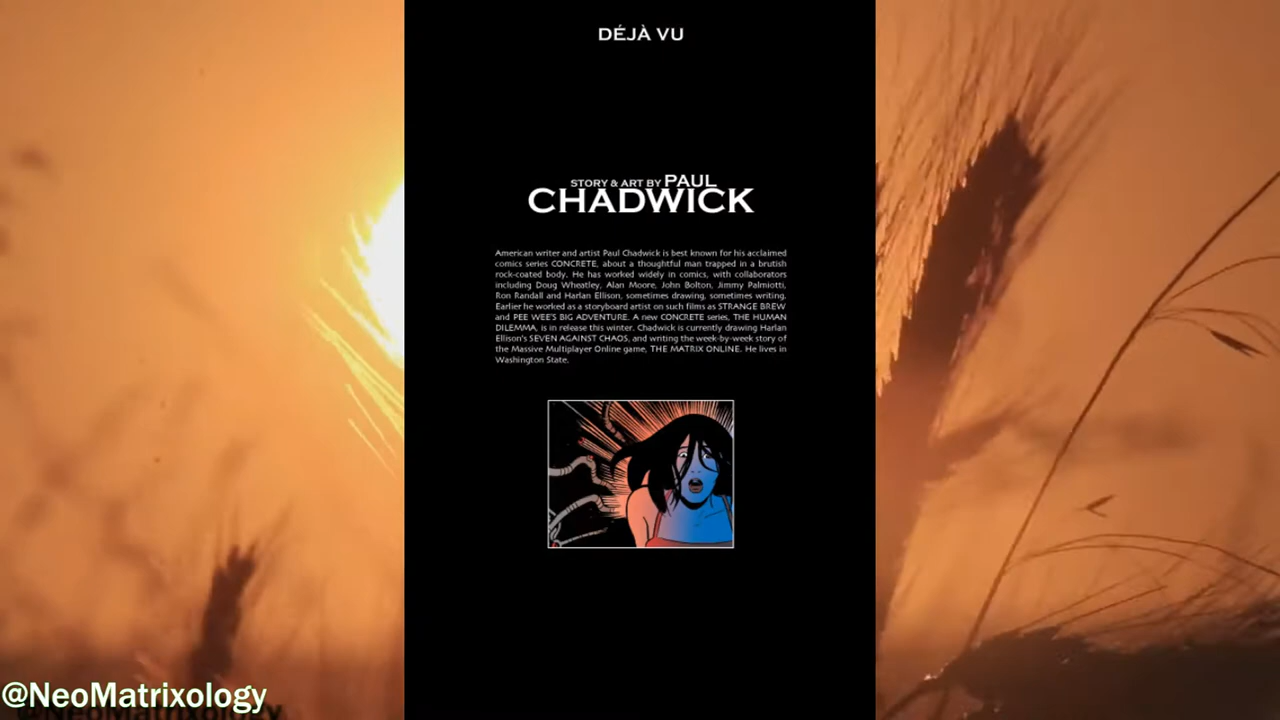 DÉJÀ VU
STORY & ART BY PAUL
CHADWICK
American writer and artist Paul Chadwick is best known for his acclaimed
comics series CONCRETE, about a thoughtful man trapped in a brutish
rock-coated body. He has worked widely in comics, with collaborators
including Doug Wheatley, Alan Moore, John Bolton, Jimmy Palmiotti,
Ron Randall and Harlan Ellison, sometimes drawing, sometimes writing.
Earlier he worked as a storyboard artist on such films as STRANGE BREW
and PEE WEE'S BIG ADVENTURE. A new CONCRETE series, THE HUMAN
DILEMMA, is in release this winter. Chadwick is currently drawing Harlan
Ellison's SEVEN AGAINST CHAOS, and writing the week-by-week story of
the Massive Multiplayer Online game, THE MATRIX ONLINE. He lives in
Washington State.
@NeoMatrixology
@NeoMatrixology